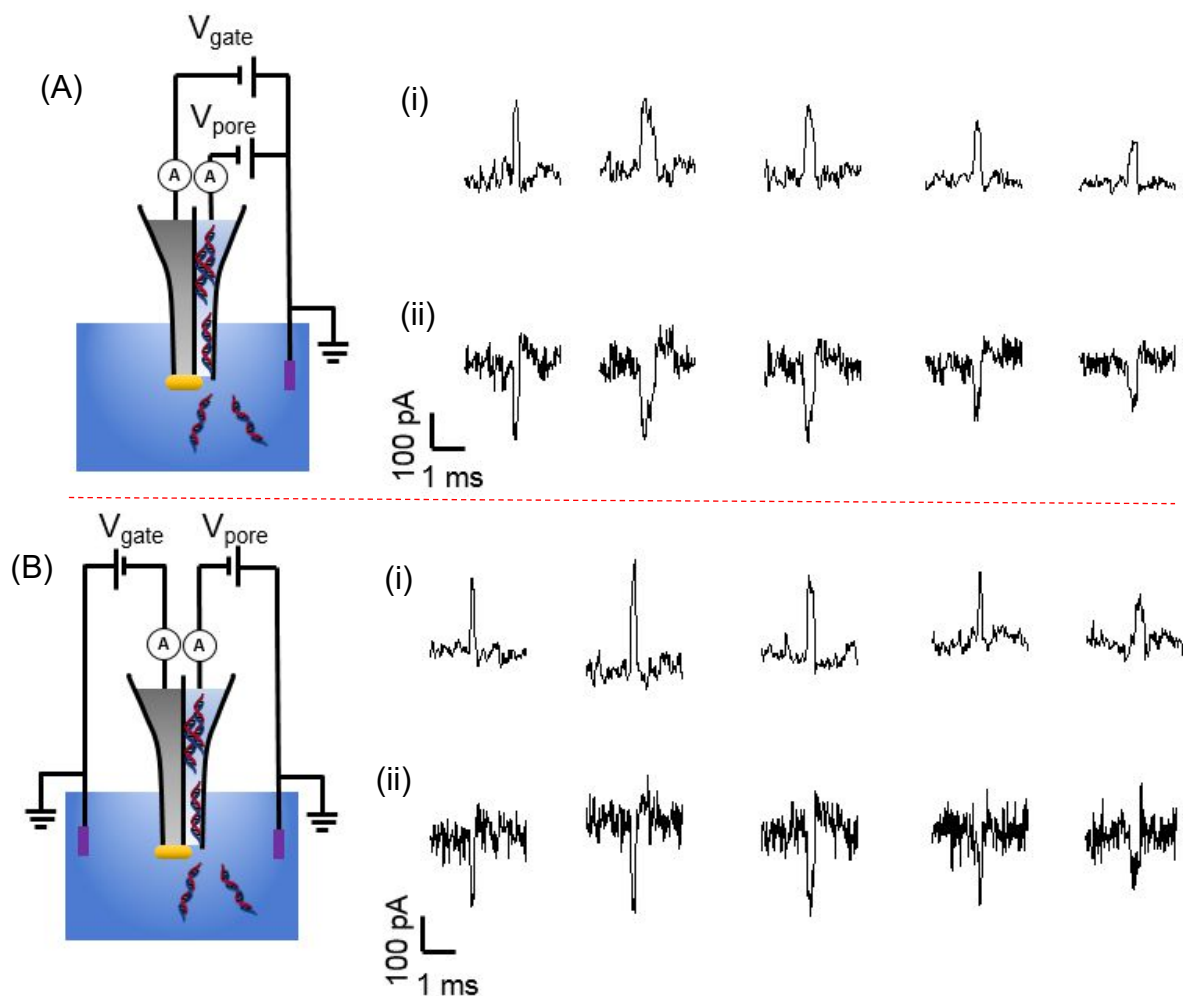 (A)
V_gate
V_pore
A A
(i)
(ii)
100 pA
1 ms
(B)
V_gate V_pore
A A
(i)
(ii)
100 pA
1 ms